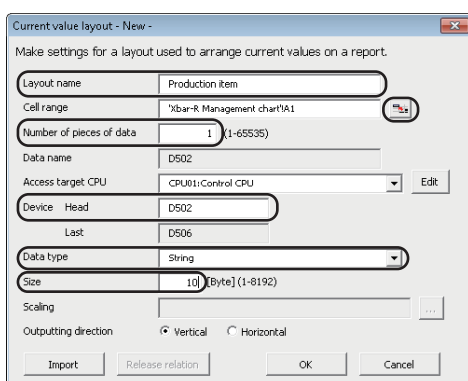 Current value layout - New -
Make settings for a layout used to arrange current values on a report.
Layout name Production item
Cell range 'Xbar-R Management chart'!A1
Number of pieces of data 1 (1-65535)
Data name D502
Access target CPU CPU01:Control CPU Edit
Device Head D502
Last D506
Data type String
Size 10 [Byte] (1-8192)
Scaling ...
Outputting direction Vertical Horizontal
Import Release relation OK Cancel